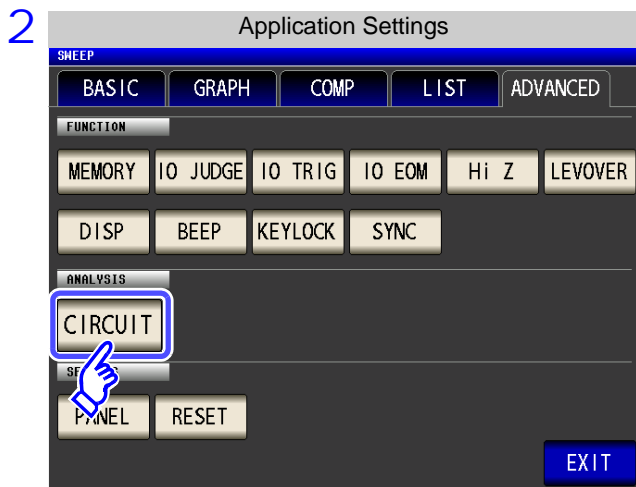 2
Application Settings
SWEEP
BASIC GRAPH COMP LIST ADVANCED
FUNCTION
MEMORY IO JUDGE IO TRIG IO EOM Hi Z LEVOVER
DISP BEEP KEYLOCK SYNC
ANALYSIS
CIRCUIT
PANEL RESET
EXIT